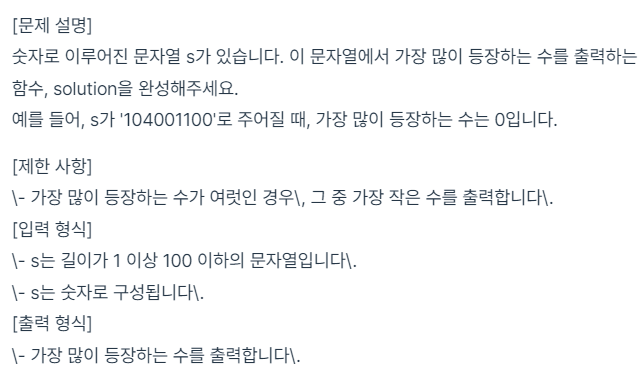 [문제 설명]
숫자로 이루어진 문자열 s가 있습니다. 이 문자열에서 가장 많이 등장하는 수를 출력하는
함수, solution을 완성해주세요.
예를 들어, s가 '104001100'로 주어질 때, 가장 많이 등장하는 수는 0입니다.
[제한 사항]
\- 가장 많이 등장하는 수가 여럿인 경우\, 그 중 가장 작은 수를 출력합니다\.
[입력 형식]
\- s는 길이가 1 이상 100 이하의 문자열입니다\.
\- s는 숫자로 구성됩니다\.
[출력 형식]
\- 가장 많이 등장하는 수를 출력합니다\.